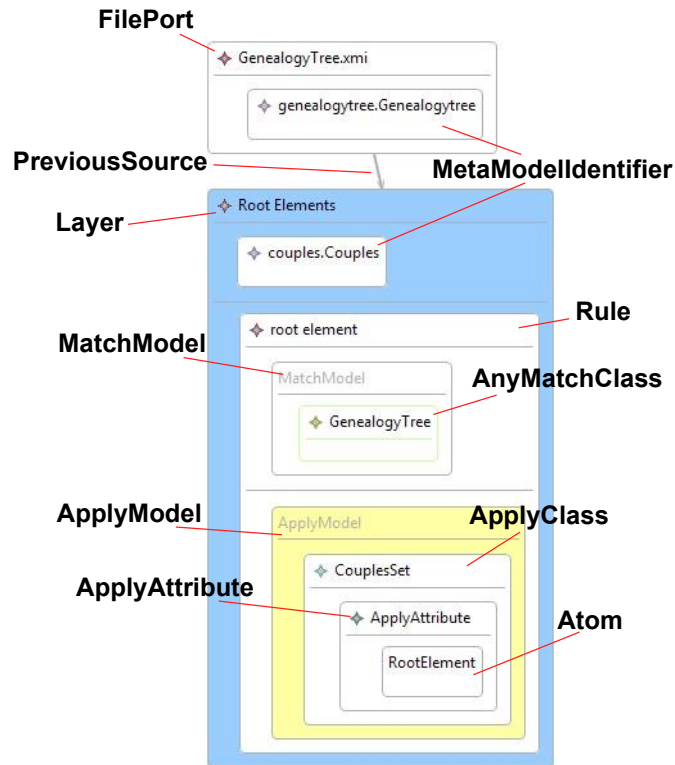 FilePort
GenealogyTree.xmi
genealogytree.Genealogytree
PreviousSource
MetaModelIdentifier
Root Elements
Layer
couples.Couples
Rule
root element
MatchModel
MatchModel
AnyMatchClass
GenealogyTree
ApplyModel
ApplyClass
ApplyModel
CouplesSet
ApplyAttribute
ApplyAttribute
Atom
RootElement